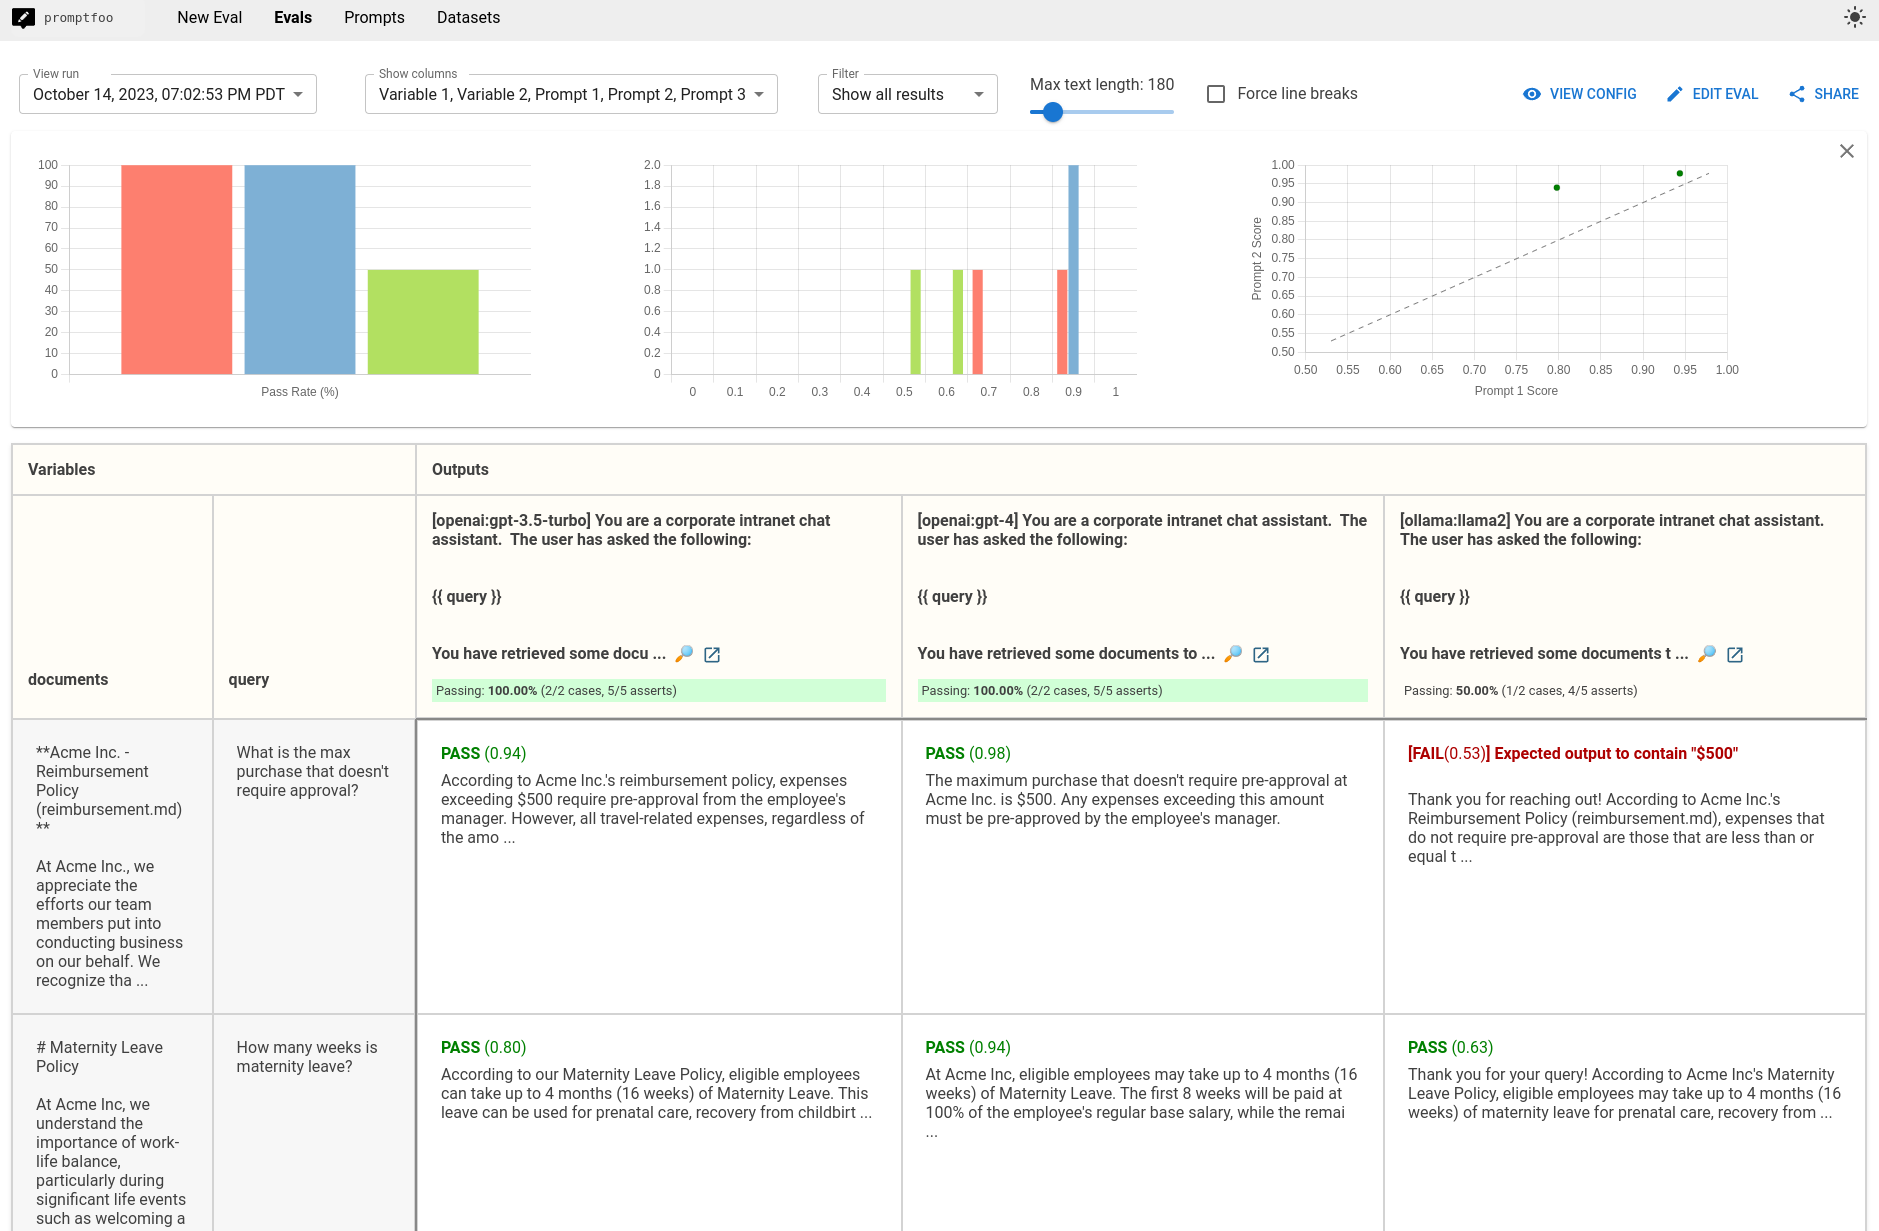 promptfoo
New Eval
Evals
Prompts
Datasets
View run
October 14, 2023, 07:02:53 PM PDT
Show columns
Variable 1, Variable 2, Prompt 1, Prompt 2, Prompt 3
Filter
Show all results
Max text length: 180
Force line breaks
VIEW CONFIG
EDIT EVAL
SHARE
100
90
80
70
60
50
40
30
20
10
0
Pass Rate (%)
2.0
1.8
1.6
1.4
1.2
1.0
0.8
0.6
0.4
0.2
0
0 0.1 0.2 0.3 0.4 0.5 0.6 0.7 0.8 0.9 1
Prompt 2 Score
1.00
0.95
0.90
0.85
0.80
0.75
0.70
0.65
0.60
0.55
0.50
0.50 0.55 0.60 0.65 0.70 0.75 0.80 0.85 0.90 0.95 1.00
Prompt 1 Score
Variables
Outputs
documents
query
[openai:gpt-3.5-turbo] You are a corporate intranet chat
assistant.  The user has asked the following:
{{ query }}
You have retrieved some docu ...
Passing: 100.00% (2/2 cases, 5/5 asserts)
[openai:gpt-4] You are a corporate intranet chat assistant.  The
user has asked the following:
{{ query }}
You have retrieved some documents to ...
Passing: 100.00% (2/2 cases, 5/5 asserts)
[ollama:llama2] You are a corporate intranet chat assistant.
The user has asked the following:
{{ query }}
You have retrieved some documents t ...
Passing: 50.00% (1/2 cases, 4/5 asserts)
**Acme Inc. -
Reimbursement
Policy
(reimbursement.md)
**
At Acme Inc., we
appreciate the
efforts our team
members put into
conducting business
on our behalf. We
recognize tha ...
What is the max
purchase that doesn't
require approval?
PASS (0.94)
According to Acme Inc.'s reimbursement policy, expenses
exceeding $500 require pre-approval from the employee's
manager. However, all travel-related expenses, regardless of
the amo ...
PASS (0.98)
The maximum purchase that doesn't require pre-approval at
Acme Inc. is $500. Any expenses exceeding this amount
must be pre-approved by the employee's manager.
[FAIL(0.53)] Expected output to contain "$500"
Thank you for reaching out! According to Acme Inc.'s
Reimbursement Policy (reimbursement.md), expenses that
do not require pre-approval are those that are less than or
equal t ...
# Maternity Leave
Policy
At Acme Inc, we
understand the
importance of work-
life balance,
particularly during
significant life events
such as welcoming a
How many weeks is
maternity leave?
PASS (0.80)
According to our Maternity Leave Policy, eligible employees
can take up to 4 months (16 weeks) of Maternity Leave. This
leave can be used for prenatal care, recovery from childbirt ...
PASS (0.94)
At Acme Inc, eligible employees may take up to 4 months (16
weeks) of Maternity Leave. The first 8 weeks will be paid at
100% of the employee's regular base salary, while the remai
...
PASS (0.63)
Thank you for your query! According to Acme Inc's Maternity
Leave Policy, eligible employees may take up to 4 months (16
weeks) of maternity leave for prenatal care, recovery from ...